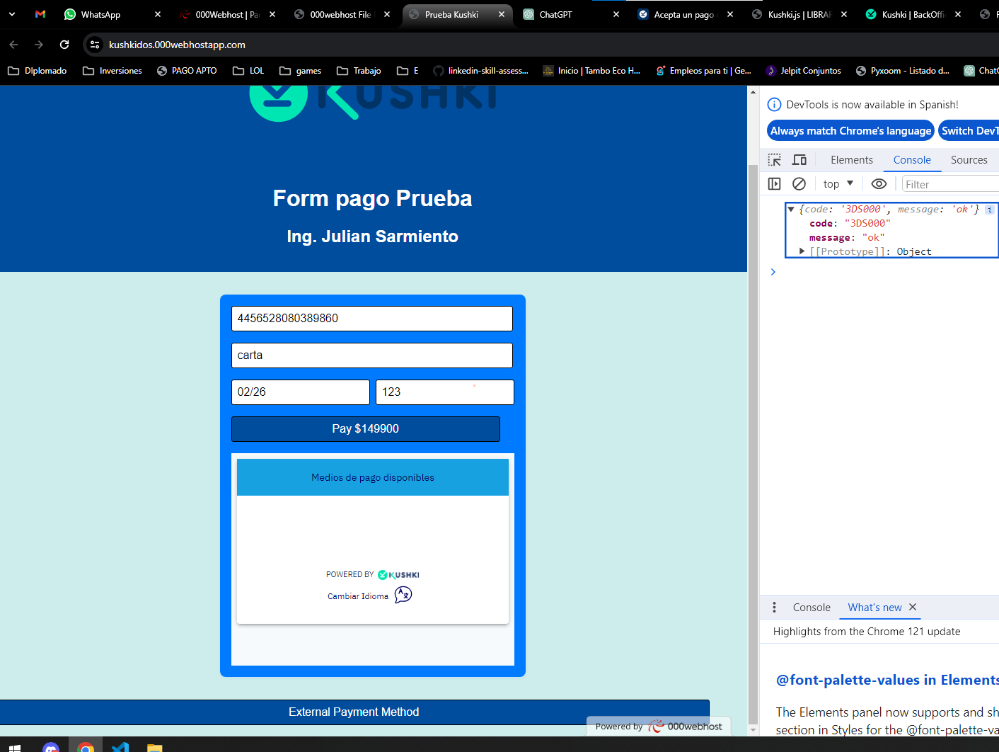 WhatsApp
000Webhost | Pa
000webhost File
Prueba Kushki
ChatGPT
Acepta un pago
Kushki.js | LIBRA
Kushki | BackOffi
kushkidos.000webhostapp.com
DIplomado
Inversiones
PAGO APTO
LOL
games
Trabajo
E
linkedin-skill-assess...
Inicio | Tambo Eco H...
Empleos para ti | Ge...
Jelpit Conjuntos
Pyxoom - Listado d...
Chat
KUSHKI
Form pago Prueba
Ing. Julian Sarmiento
4456528080389860
carta
02/26 123
Pay $149900
Medios de pago disponibles
POWERED BY KUSHKI
Cambiar Idioma
External Payment Method
Powered by 000webhost
DevTools is now available in Spanish!
Always match Chrome's language
Switch DevT
Elements Console Sources
top
Filter
{code: '3DS000', message: 'ok'}
code: "3DS000"
message: "ok"
[[Prototype]]: Object
Console What's new
Highlights from the Chrome 121 update
@font-palette-values in Elements
The Elements panel now supports and sh
section in Styles for the @font-palette-va